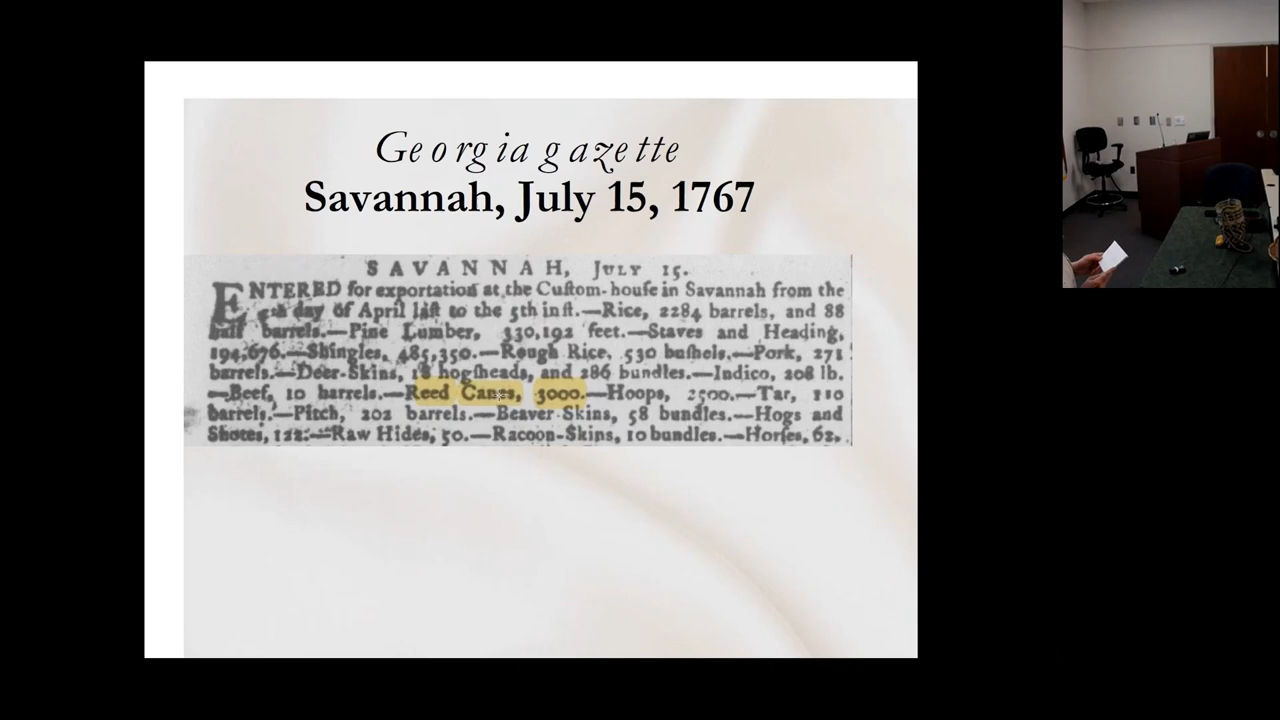 Georgia gazette
Savannah, July 15, 1767
SAVANNAH, JULY 15.
ENTERED for exportation at the Cuſtom-houſe in Savannah from the
5th day of April laſt to the 5th inſt.—Rice, 2284 barrels, and 88
half barrels.—Pine Lumber, 330,192 feet.—Staves and Heading,
194,676.—Shingles, 485,350.—Rough Rice, 530 buſhels.—Pork, 271
barrels.—Deer-Skins, 18 hogſheads, and 286 bundles.—Indico, 208 lb.
—Beef, 10 barrels.—Reed Canes, 3000.—Hoops, 2500.—Tar, 110
barrels.—Pitch, 202 barrels.—Beaver Skins, 58 bundles.—Hogs and
Shotes, 122.—Raw Hides, 50.—Racoon-Skins, 10 bundles.—Horſes, 62.